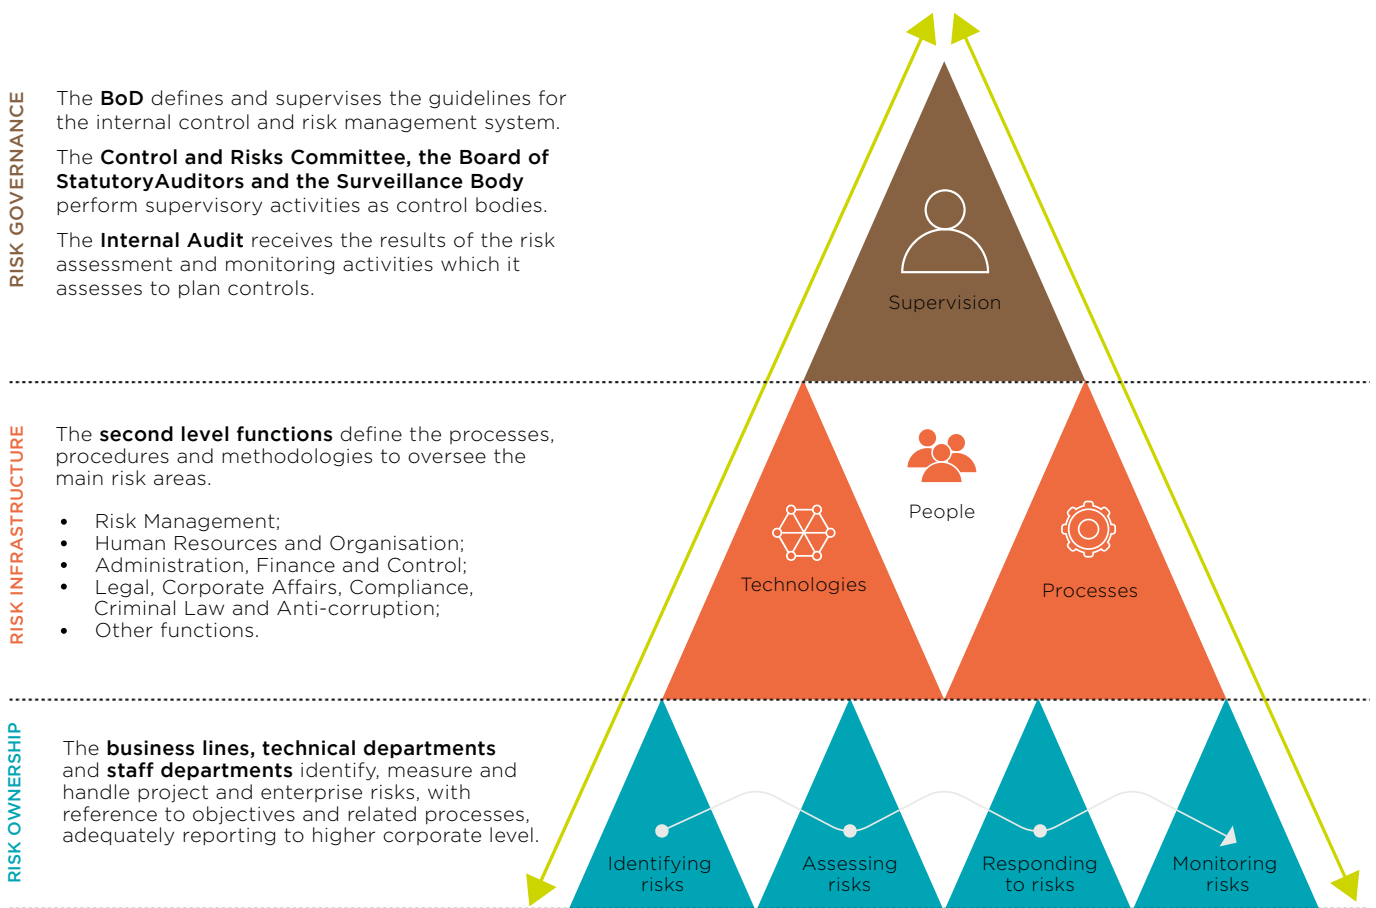 RISK GOVERNANCE
The BoD defines and supervises the guidelines for
the internal control and risk management system.
The Control and Risks Committee, the Board of
StatutoryAuditors and the Surveillance Body
perform supervisory activities as control bodies.
The Internal Audit receives the results of the risk
assessment and monitoring activities which it
assesses to plan controls.
Supervision
RISK INFRASTRUCTURE
The second level functions define the processes,
procedures and methodologies to oversee the
main risk areas.
• Risk Management;
• Human Resources and Organisation;
• Administration, Finance and Control;
• Legal, Corporate Affairs, Compliance,
Criminal Law and Anti-corruption;
• Other functions.
People
Technologies
Processes
RISK OWNERSHIP
The business lines, technical departments
and staff departments identify, measure and
handle project and enterprise risks, with
reference to objectives and related processes,
adequately reporting to higher corporate level.
Identifying
risks
Assessing
risks
Responding
to risks
Monitoring
risks